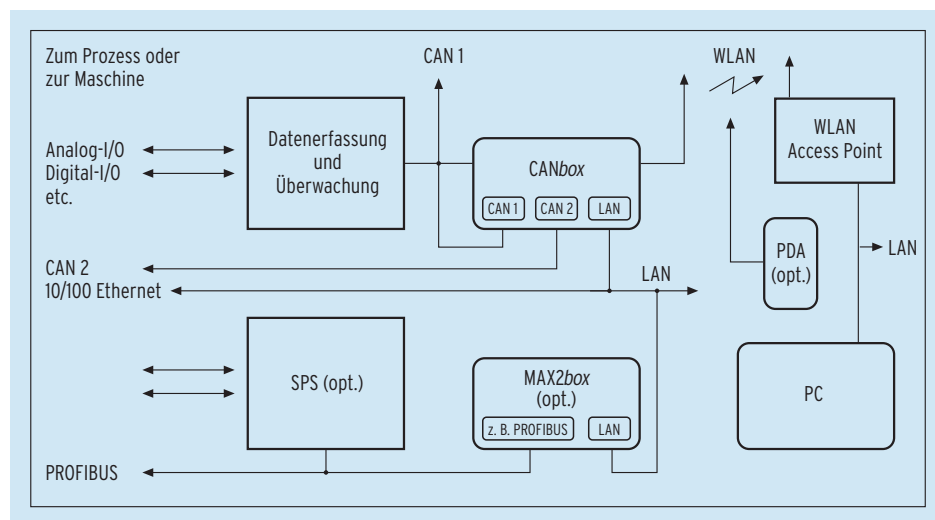 Zum Prozess oder
zur Maschine
CAN 1
WLAN
Datenerfassung
und
Überwachung
Analog-I/O
Digital-I/O
etc.
CANbox
CAN 1
CAN 2
LAN
WLAN
Access Point
PDA
(opt.)
LAN
CAN 2
10/100 Ethernet
LAN
SPS (opt.)
MAX2box
(opt.)
z. B. PROFIBUS
LAN
PC
PROFIBUS